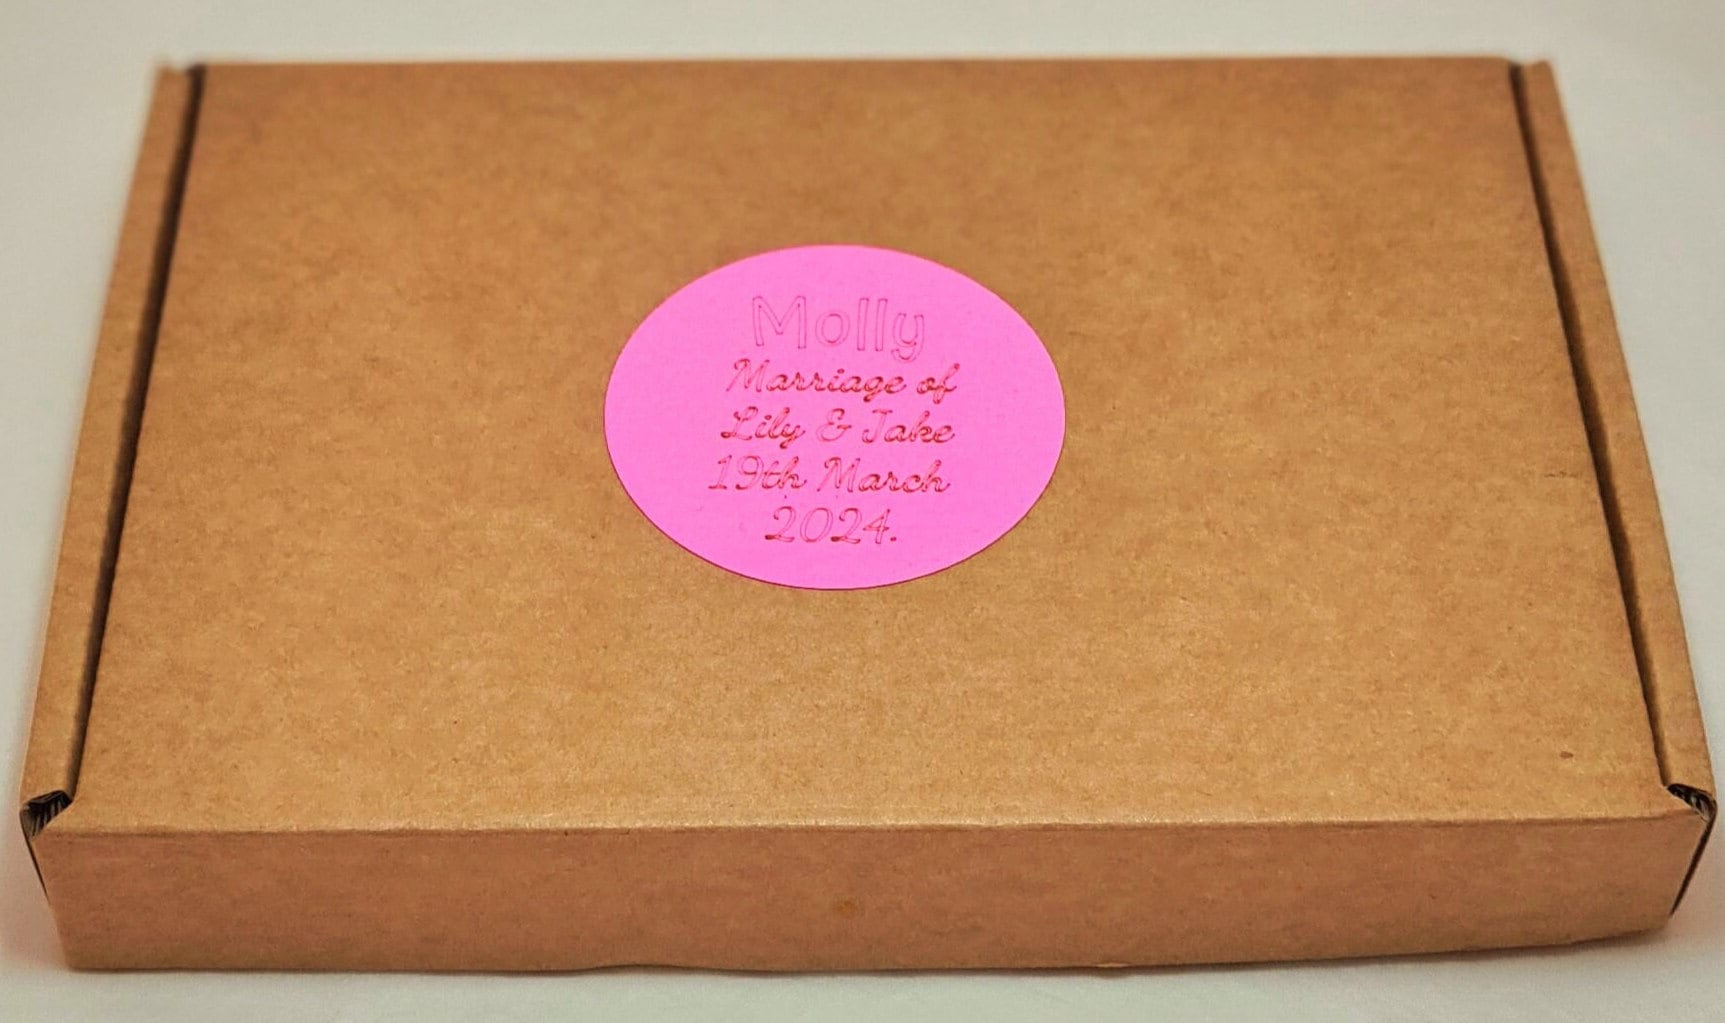 Molly
Marriage of
Lily & Jake
19th March
2024.